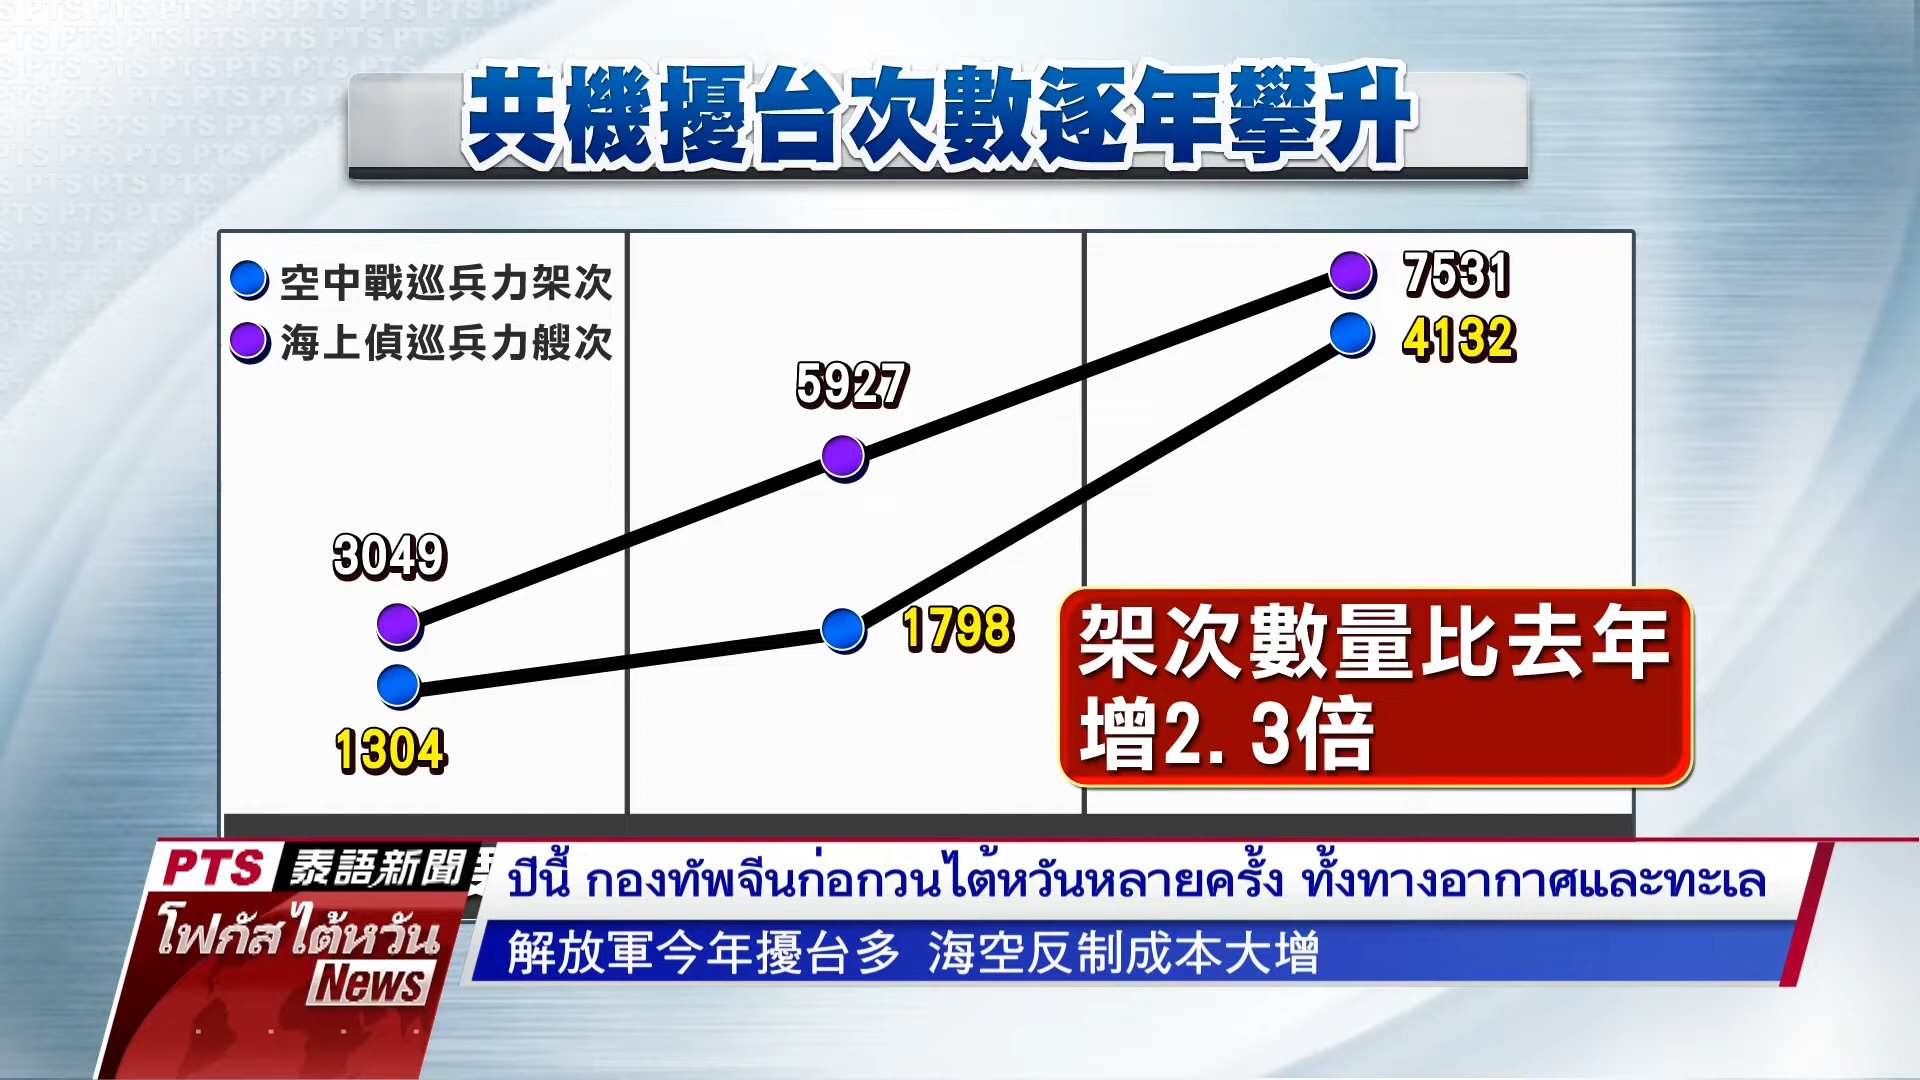 共機擾台次數逐年攀升
空中戰巡兵力架次
海上偵巡兵力艘次
7531
4132
5927
3049
1798
1304
架次數量比去年
增2.3倍
PTS 泰語新聞
ปีนี้ กองทัพจีนก่อกวนไต้หวันหลายครั้ง ทั้งทางอากาศและทะเล
โฟกัสไต้หวัน
News
解放軍今年擾台多 海空反制成本大增